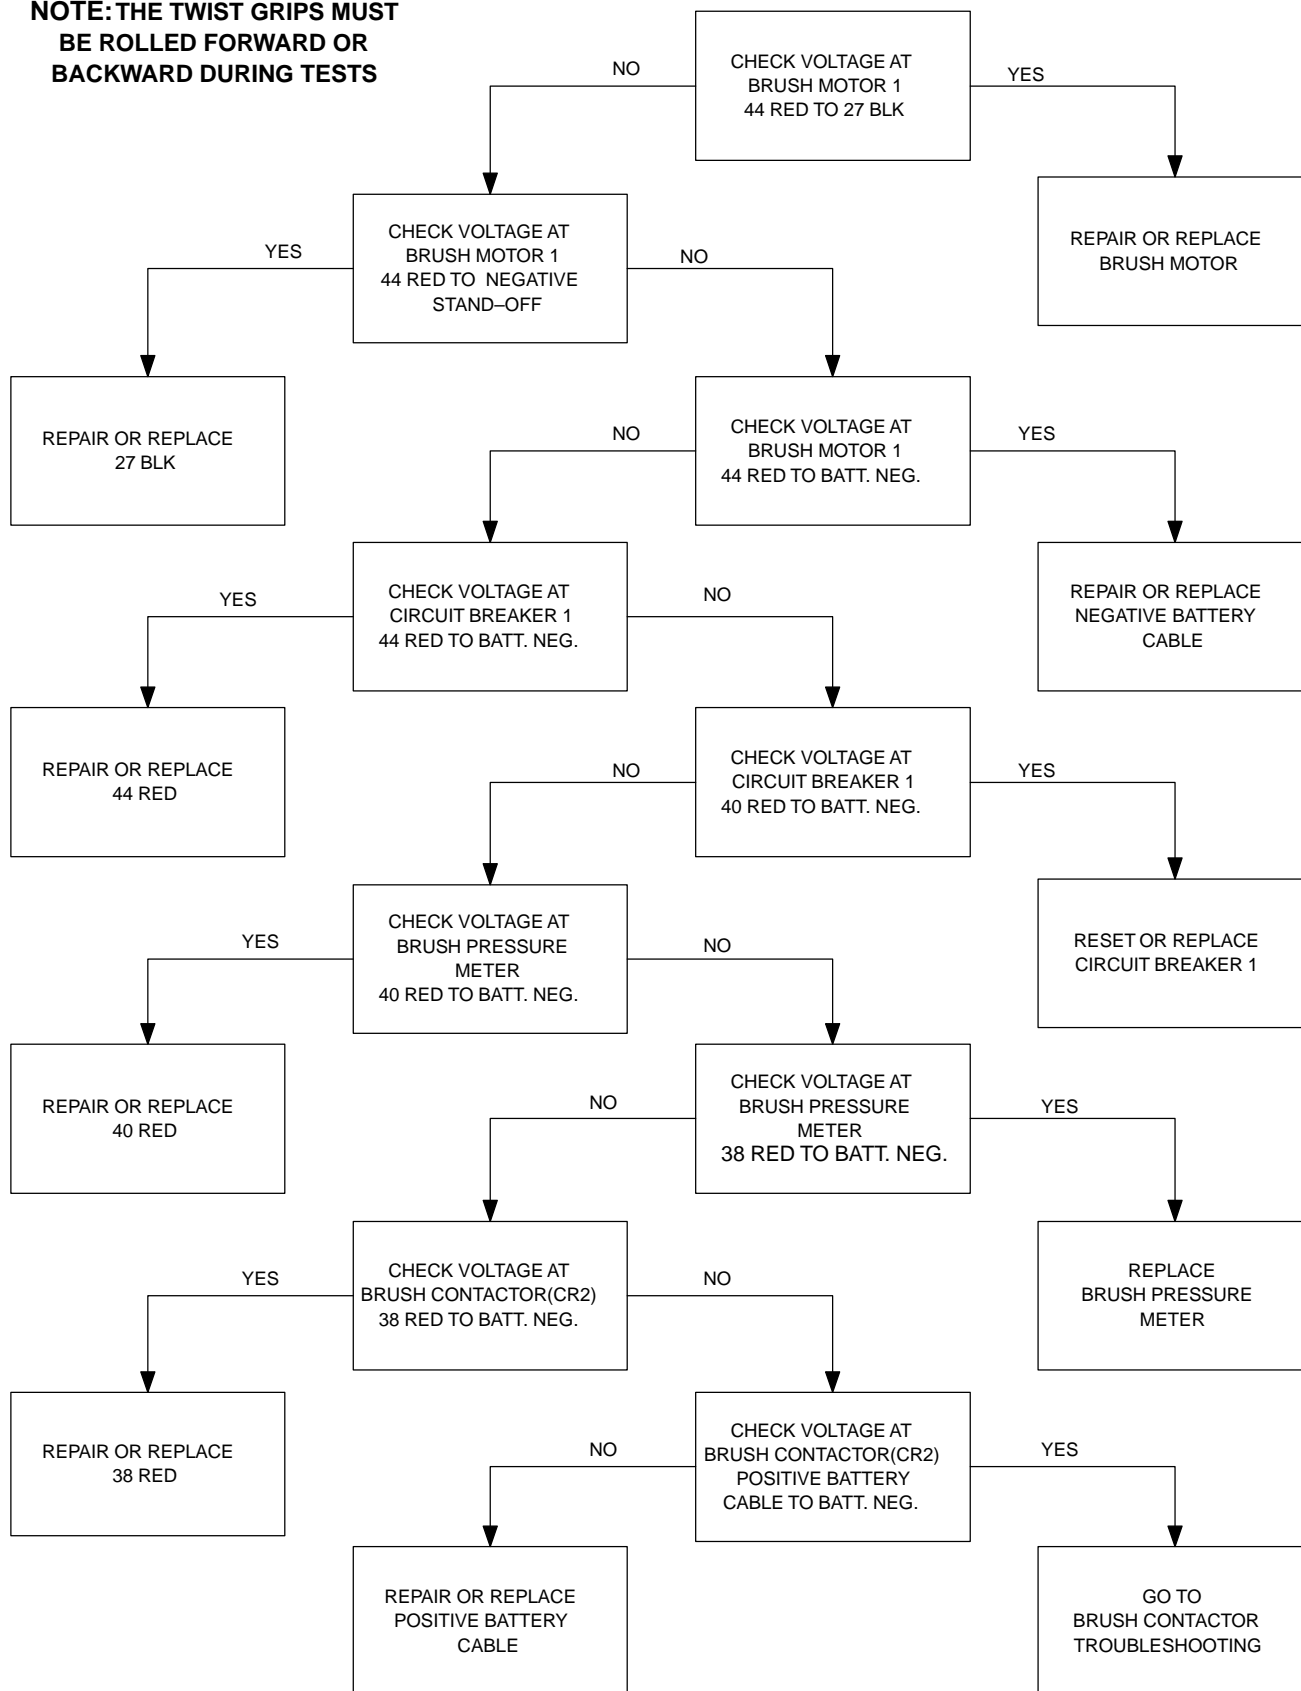 NOTE: THE TWIST GRIPS MUST
BE ROLLED FORWARD OR
BACKWARD DURING TESTS
CHECK VOLTAGE AT
BRUSH MOTOR 1
44 RED TO 27 BLK
NO
YES
REPAIR OR REPLACE
BRUSH MOTOR
CHECK VOLTAGE AT
BRUSH MOTOR 1
44 RED TO NEGATIVE
STAND–OFF
YES
NO
REPAIR OR REPLACE
27 BLK
CHECK VOLTAGE AT
BRUSH MOTOR 1
44 RED TO BATT. NEG.
NO
YES
REPAIR OR REPLACE
NEGATIVE BATTERY
CABLE
CHECK VOLTAGE AT
CIRCUIT BREAKER 1
44 RED TO BATT. NEG.
YES
NO
REPAIR OR REPLACE
44 RED
CHECK VOLTAGE AT
CIRCUIT BREAKER 1
40 RED TO BATT. NEG.
NO
YES
RESET OR REPLACE
CIRCUIT BREAKER 1
CHECK VOLTAGE AT
BRUSH PRESSURE
METER
40 RED TO BATT. NEG.
YES
NO
REPAIR OR REPLACE
40 RED
CHECK VOLTAGE AT
BRUSH PRESSURE
METER
38 RED TO BATT. NEG.
NO
YES
REPLACE
BRUSH PRESSURE
METER
CHECK VOLTAGE AT
BRUSH CONTACTOR(CR2)
38 RED TO BATT. NEG.
YES
NO
REPAIR OR REPLACE
38 RED
CHECK VOLTAGE AT
BRUSH CONTACTOR(CR2)
POSITIVE BATTERY
CABLE TO BATT. NEG.
NO
YES
REPAIR OR REPLACE
POSITIVE BATTERY
CABLE
GO TO
BRUSH CONTACTOR
TROUBLESHOOTING